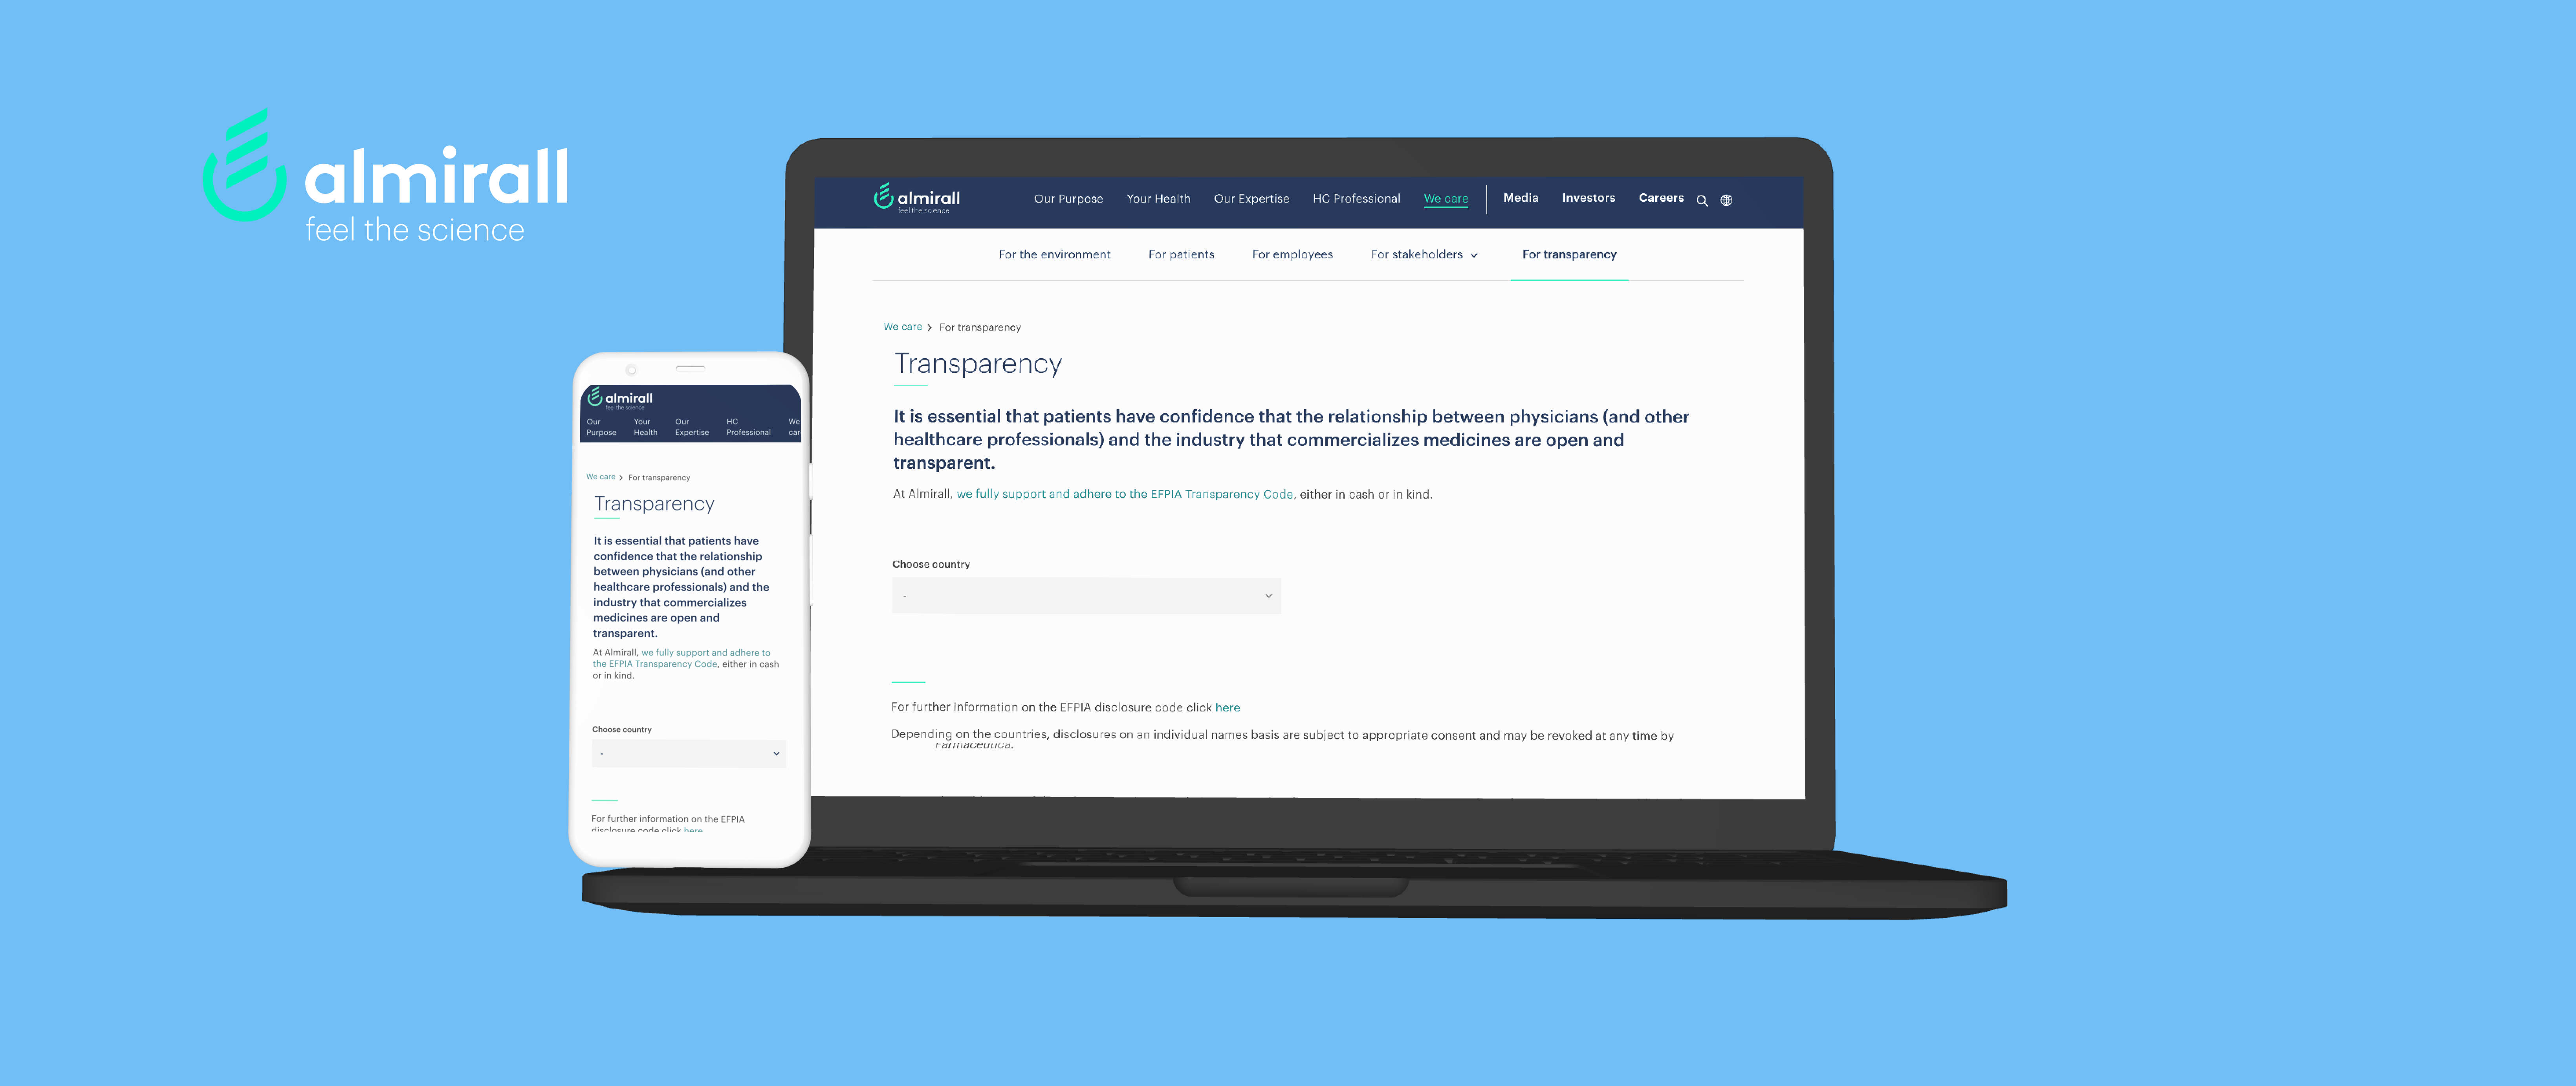 almirall
feel the science
almirall
feel the science
Our Purpose
Your Health
Our Expertise
HC Professional
We care
Media
Investors
Careers
For the environment
For patients
For employees
For stakeholders
For transparency
We care > For transparency
Transparency
It is essential that patients have confidence that the relationship between physicians (and other
healthcare professionals) and the industry that commercializes medicines are open and
transparent.
At Almirall, we fully support and adhere to the EFPIA Transparency Code, either in cash or in kind.
Choose country
-
For further information on the EFPIA disclosure code click here
Depending on the countries, disclosures on an individual names basis are subject to appropriate consent and may be revoked at any time by
Farmaceutica.
almirall
feel the science
Our
Purpose
Your
Health
Our
Expertise
HC
Professional
We
car
We care > For transparency
Transparency
It is essential that patients have
confidence that the relationship
between physicians (and other
healthcare professionals) and the
industry that commercializes
medicines are open and
transparent.
At Almirall, we fully support and adhere to
the EFPIA Transparency Code, either in cash
or in kind.
Choose country
-
For further information on the EFPIA
disclosure code click here